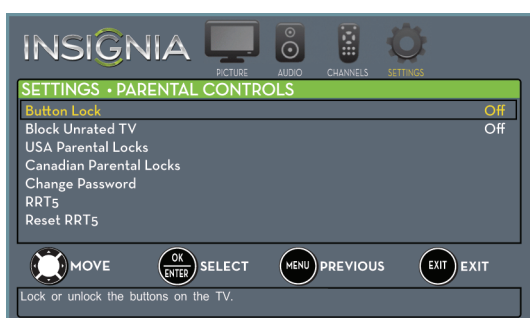 INSIGNIA
PICTURE AUDIO CHANNELS SETTINGS
SETTINGS • PARENTAL CONTROLS
Button Lock Off
Block Unrated TV Off
USA Parental Locks
Canadian Parental Locks
Change Password
RRT5
Reset RRT5
MOVE OK ENTER SELECT MENU PREVIOUS EXIT EXIT
Lock or unlock the buttons on the TV.